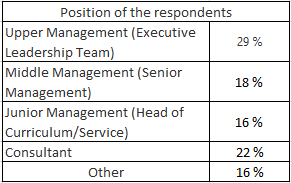 Position of the respondents
Upper Management (Executive
Leadership Team)
29 %
Middle Management (Senior
Management)
18 %
Junior Management (Head of
Curriculum/Service)
16 %
Consultant
22 %
Other
16 %